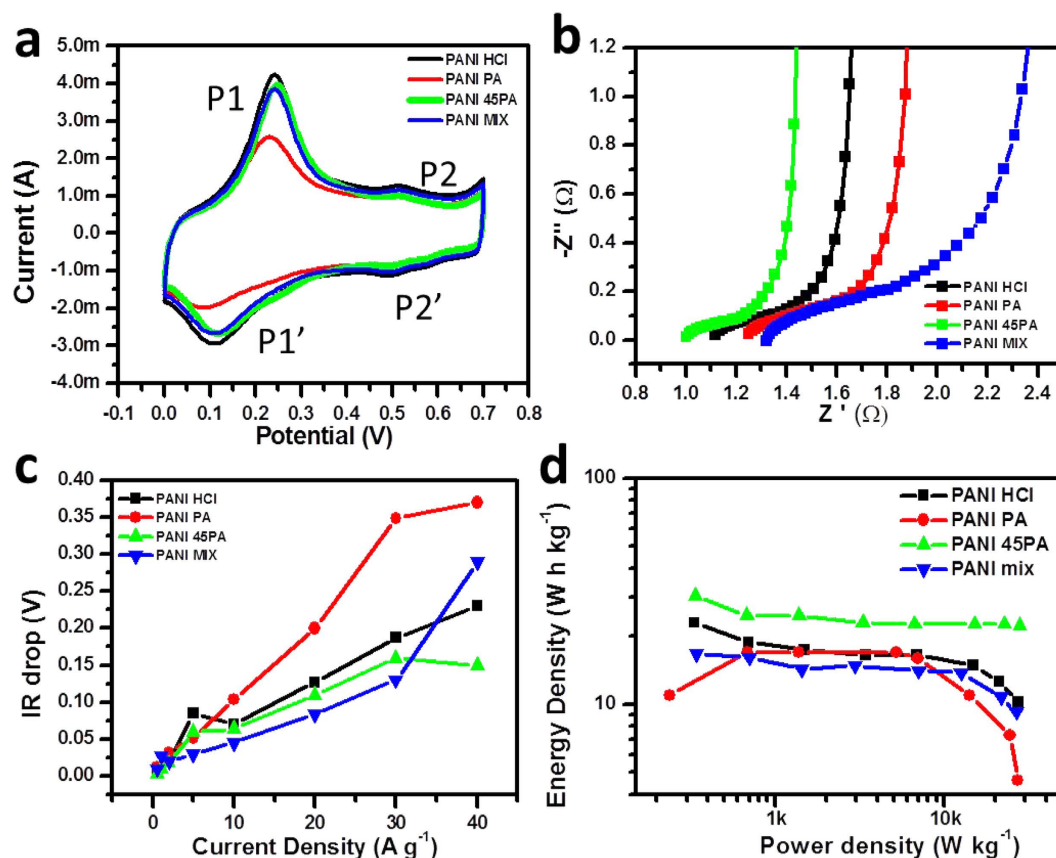 a
5.0m
4.0m
3.0m
2.0m
1.0m
0.0
-1.0m
-2.0m
-3.0m
-4.0m
Current (A)
PANI HCl
PANI PA
PANI 45PA
PANI MIX
P1
P2
P1’
P2’
-0.1 0.0 0.1 0.2 0.3 0.4 0.5 0.6 0.7
Potential (V)
b
1.2
1.0
0.8
0.6
0.4
0.2
0.0
-Z'' (Ω)
PANI HCl
PANI PA
PANI 45PA
PANI MIX
0.8 1.0 1.2 1.4 1.6 1.8 2.0 2.2 2.4
Z ' (Ω)
c
0.40
0.35
0.30
0.25
0.20
0.15
0.10
0.05
0.00
IR drop (V)
PANI HCl
PANI PA
PANI 45PA
PANI MIX
0 10 20 30 40
Current Density (A g⁻¹)
d
100
10
Energy Density (W h kg⁻¹)
PANI HCl
PANI PA
PANI 45PA
PANI mix
1k 10k
Power density (W kg⁻¹)